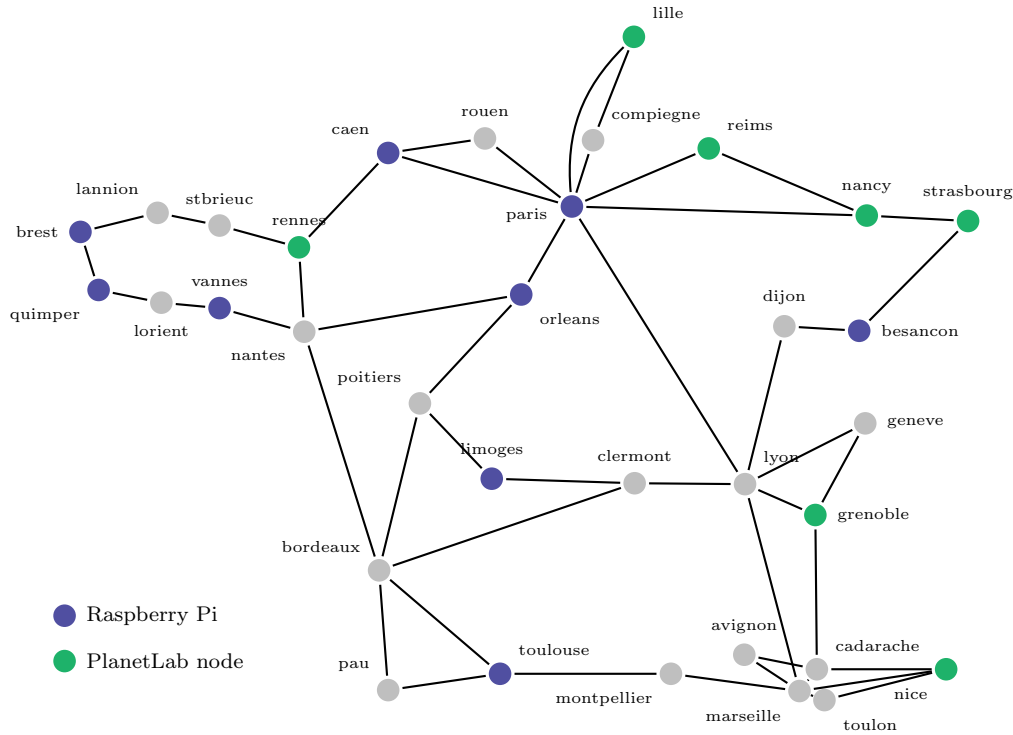 lille
rouen
compiegne
reims
caen
nancy
strasbourg
lannion
stbrieuc
rennes
paris
brest
vannes
quimper
lorient
nantes
orleans
dijon
besancon
poitiers
geneve
limoges
clermont
lyon
grenoble
bordeaux
Raspberry Pi
PlanetLab node
avignon
cadarache
pau
toulouse
montpellier
nice
marseille
toulon